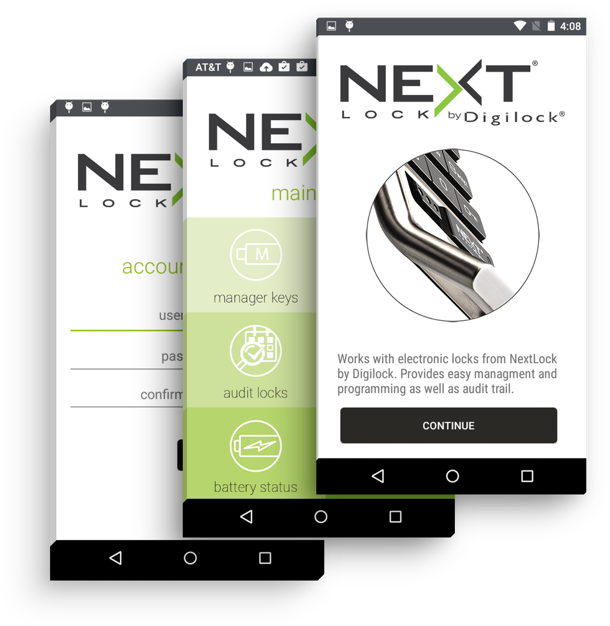 4:08
NEXT®
LOCK by Digilock®
Works with electronic locks from NextLock
by Digilock. Provides easy managment and
programming as well as audit trail.
CONTINUE
AT&T
NE
LOCK
main
M
manager keys
audit locks
battery status
NEX
LOCK
accou
user
pas
confirm